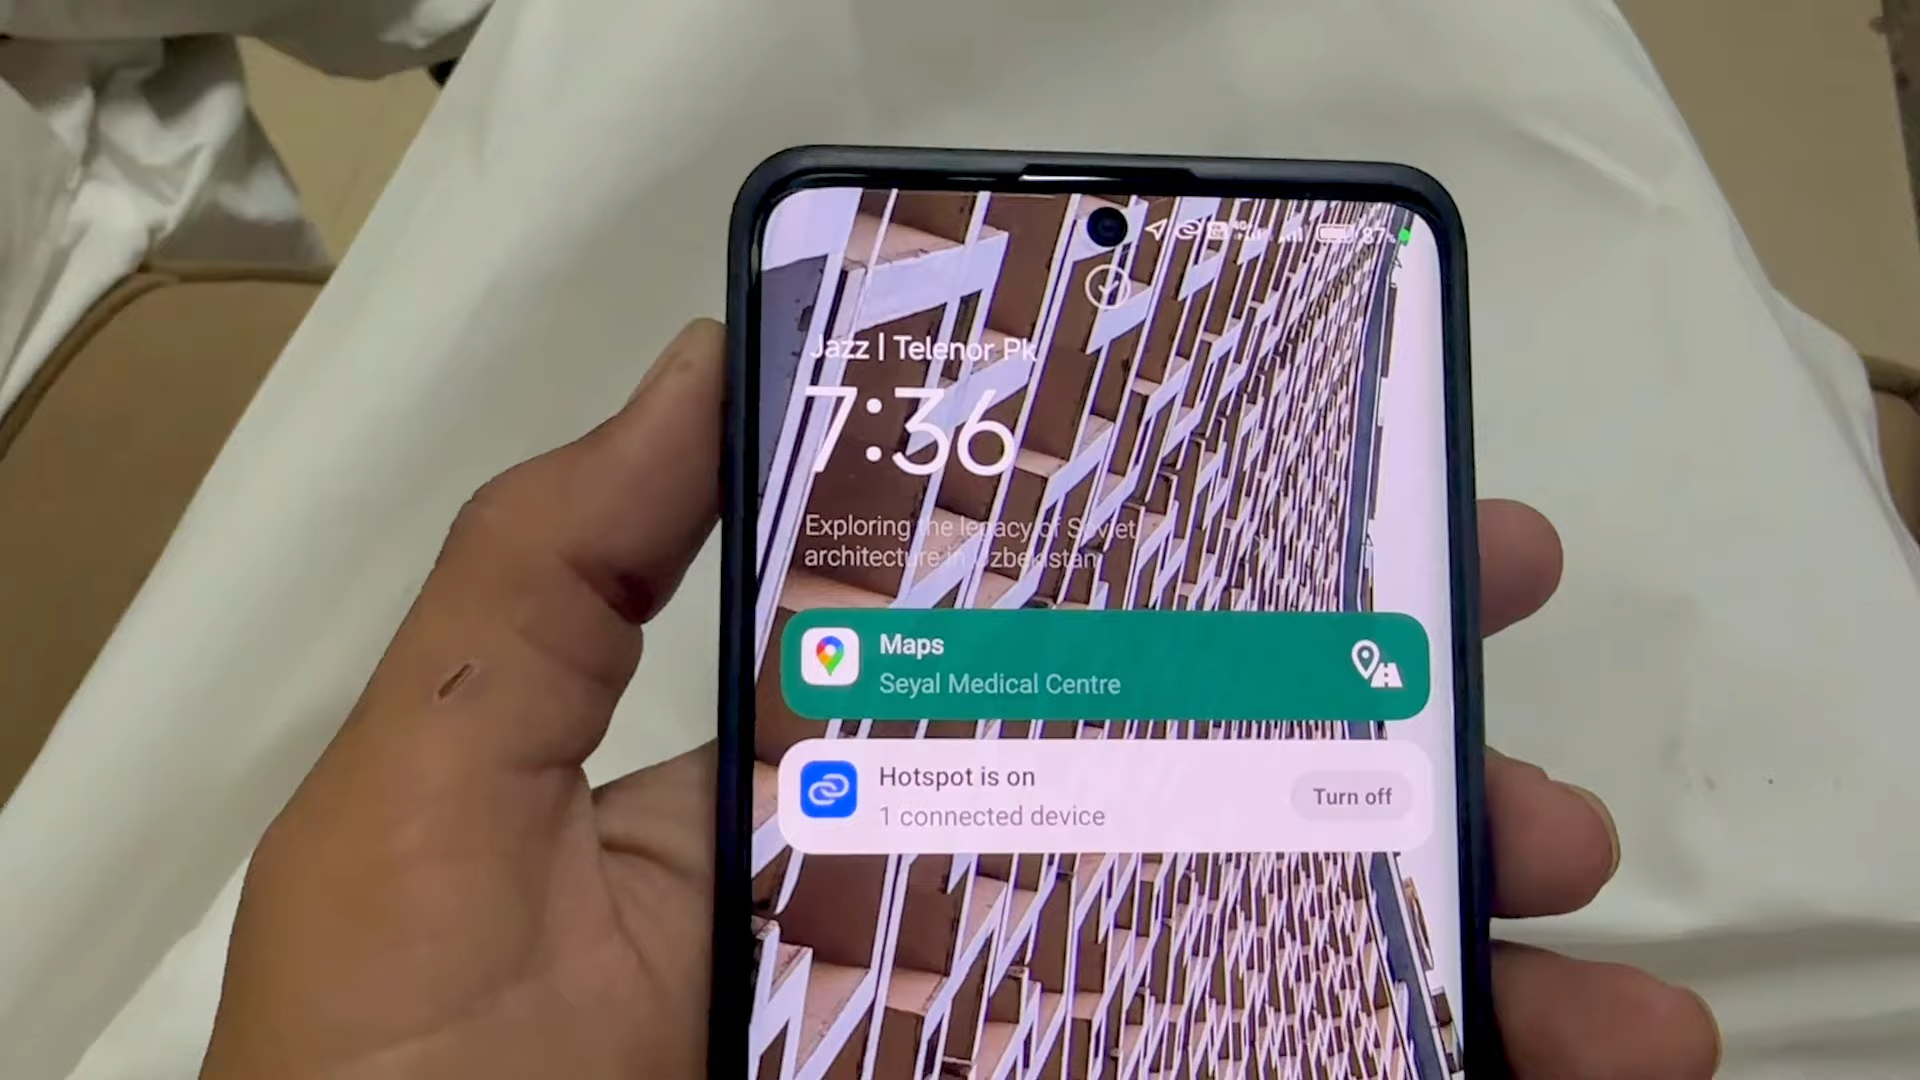 87%
Jazz | Telenor Pk
7:36
Exploring the legacy of Soviet
architecture in Uzbekistan
Maps
Seyal Medical Centre
Hotspot is on
1 connected device
Turn off